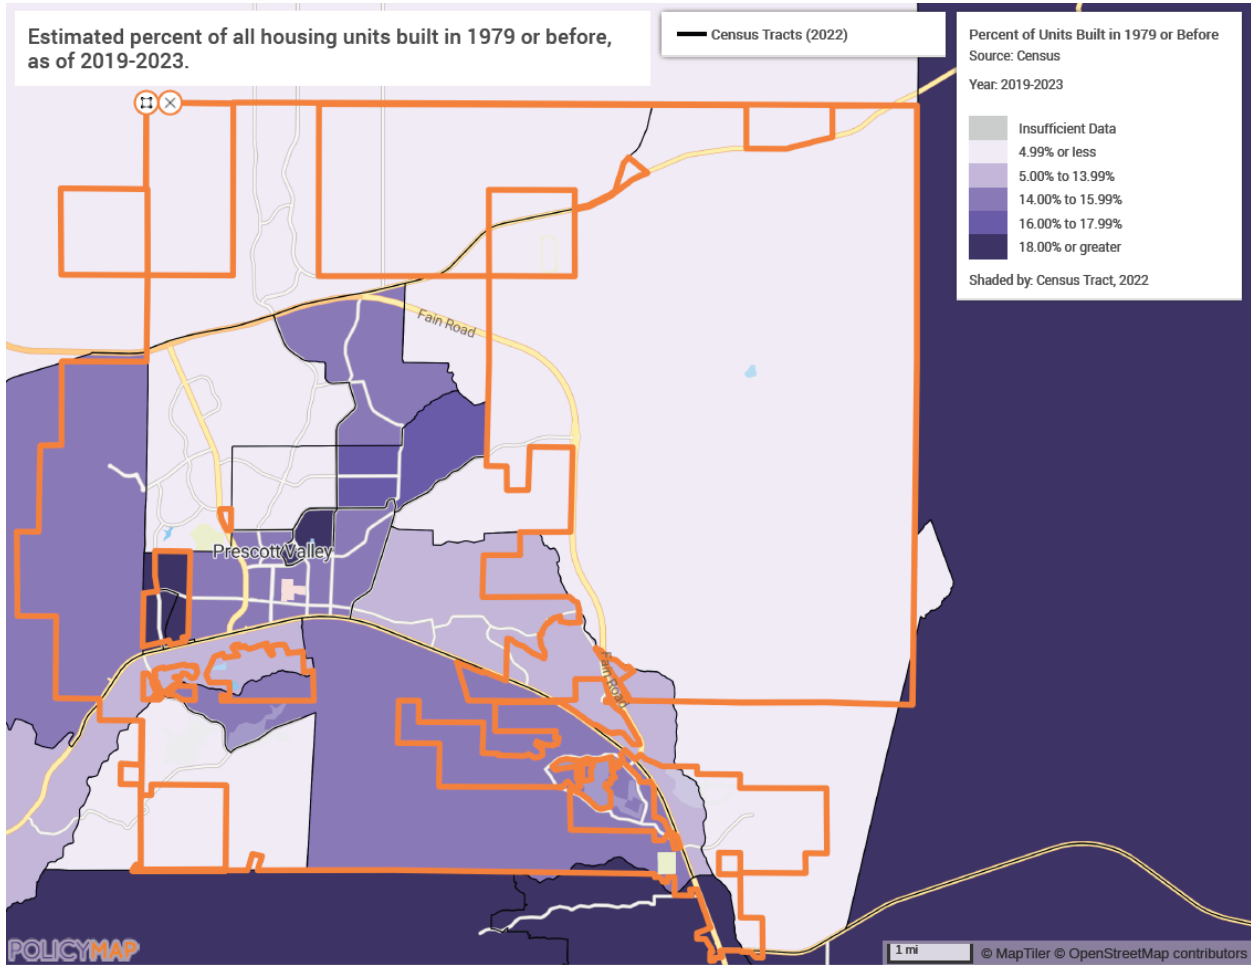 Estimated percent of all housing units built in 1979 or before,
as of 2019-2023.
Census Tracts (2022)
Percent of Units Built in 1979 or Before
Source: Census
Year: 2019-2023
Insufficient Data
4.99% or less
5.00% to 13.99%
14.00% to 15.99%
16.00% to 17.99%
18.00% or greater
Shaded by: Census Tract, 2022
Fain Road
Prescott Valley
Fain Road
POLICYMAP
1 mi
© MapTiler © OpenStreetMap contributors